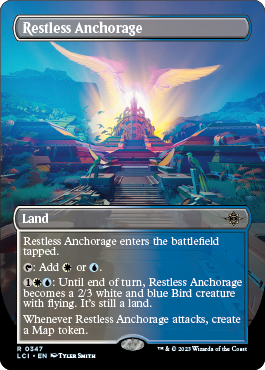 Restless Anchorage
Land
Restless Anchorage enters the battlefield
tapped.
: Add or .
1: Until end of turn, Restless Anchorage
becomes a 2/3 white and blue Bird creature
with flying. It's still a land.
Whenever Restless Anchorage attacks, create
a Map token.
R 0347
LCI • EN TYLER SMITH
™ & © 2023 Wizards of the Coast